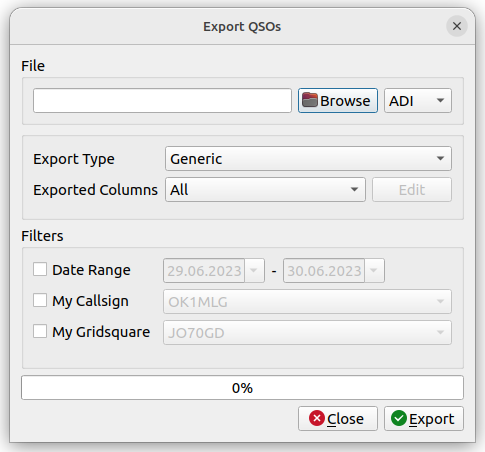 Export QSOs
File
Browse ADI
Export Type Generic
Exported Columns All Edit
Filters
Date Range 29.06.2023 - 30.06.2023
My Callsign OK1MLG
My Gridsquare JO70GD
0%
Close Export